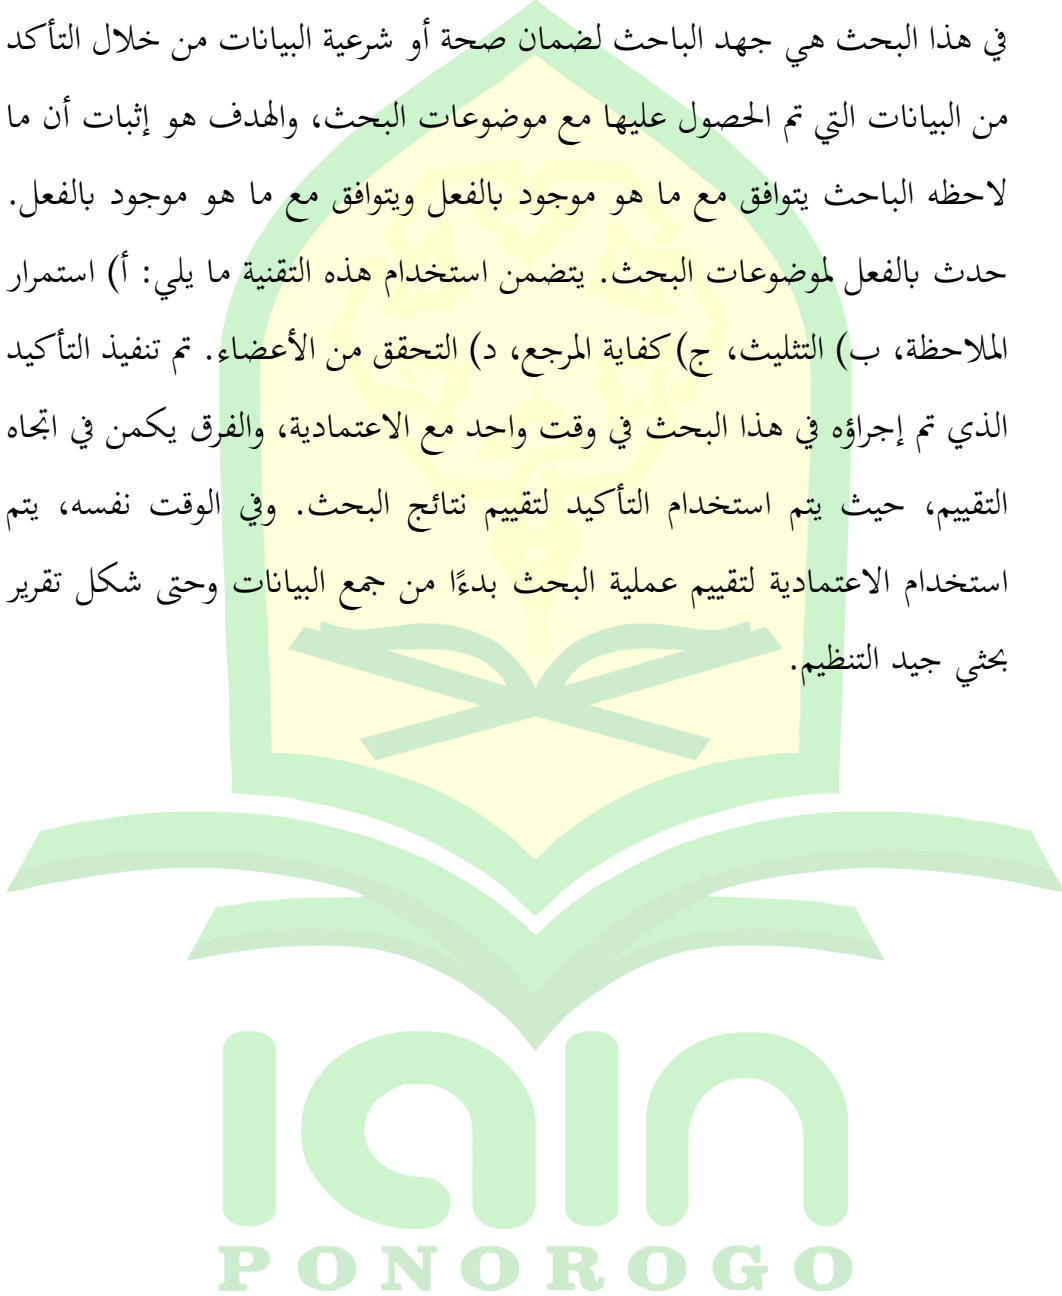 في هذا البحث هي جهد الباحث لضمان صحة أو شرعية البيانات من خلال التأكد
من البيانات التي تم الحصول عليها مع موضوعات البحث، والهدف هو إثبات أن ما
لاحظه الباحث يتوافق مع ما هو موجود بالفعل ويتوافق مع ما هو موجود بالفعل.
حدث بالفعل لموضوعات البحث. يتضمن استخدام هذه التقنية ما يلي: أ) استمرار
الملاحظة، ب) التثليث، ج) كفاية المرجع، د) التحقق من الأعضاء. تم تنفيذ التأكيد
الذي تم إجراؤه في هذا البحث في وقت واحد مع الاعتمادية، والفرق يكمن في اتجاه
التقييم، حيث يتم استخدام التأكيد لتقييم نتائج البحث. وفي الوقت نفسه، يتم
استخدام الاعتمادية لتقييم عملية البحث بدءًا من جمع البيانات وحتى شكل تقرير
بحثي جيد التنظيم.
iain
PONOROGO